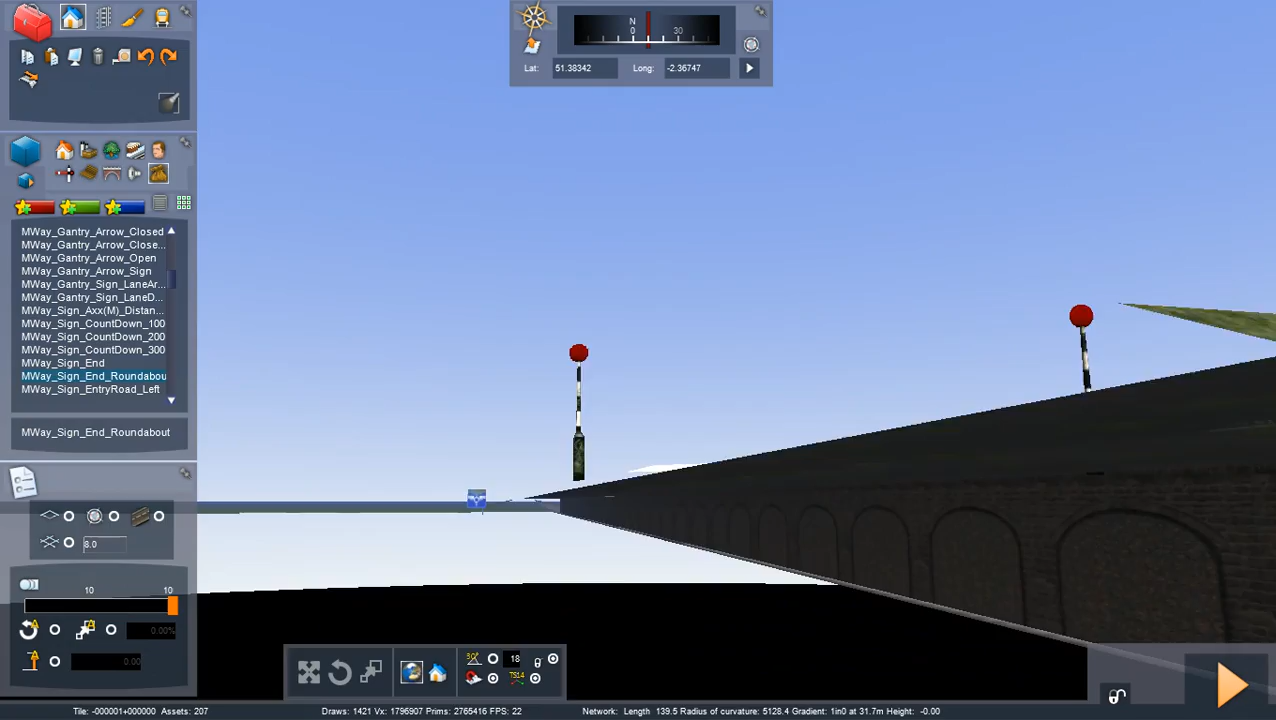 N
0 30
Lat: 51.38342 Long: -2.36747
MWay_Gantry_Arrow_Closed
MWay_Gantry_Arrow_Close...
MWay_Gantry_Arrow_Open
MWay_Gantry_Arrow_Sign
MWay_Gantry_Sign_LaneAr...
MWay_Gantry_Sign_LaneD...
MWay_Sign_Axx(M)_Distan...
MWay_Sign_CountDown_100
MWay_Sign_CountDown_200
MWay_Sign_CountDown_300
MWay_Sign_End
MWay_Sign_End_Roundabou
MWay_Sign_EntryRoad_Left
MWay_Sign_End_Roundabout
8.0
10 10
0.00%
0.00
90° 18
TS14
Tile: -000001+000000 Assets: 207 Draws: 1421 Vx: 1796907 Prims: 2765416 FPS: 22 Network: Length 139.5 Radius of curvature: 5128.4 Gradient: 1in0 at 31.7m Height: -0.00